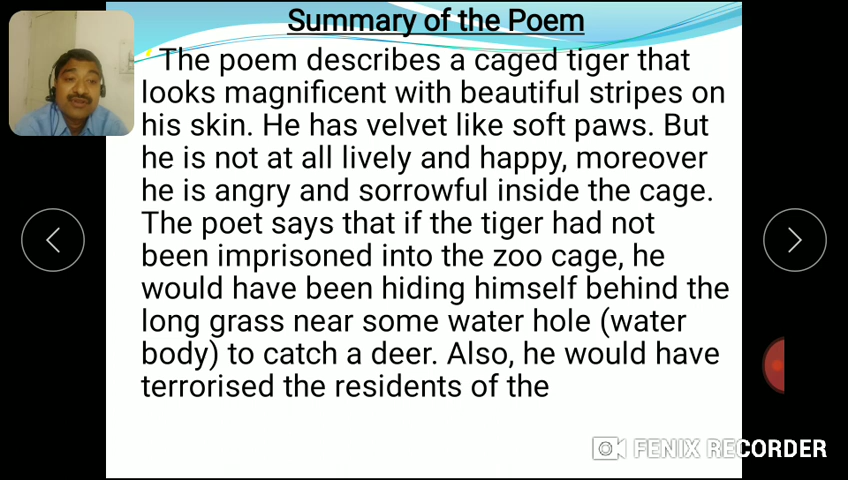 Summary of the Poem
The poem describes a caged tiger that
looks magnificent with beautiful stripes on
his skin. He has velvet like soft paws. But
he is not at all lively and happy, moreover
he is angry and sorrowful inside the cage.
The poet says that if the tiger had not
been imprisoned into the zoo cage, he
would have been hiding himself behind the
long grass near some water hole (water
body) to catch a deer. Also, he would have
terrorised the residents of the
FENIX RECORDER